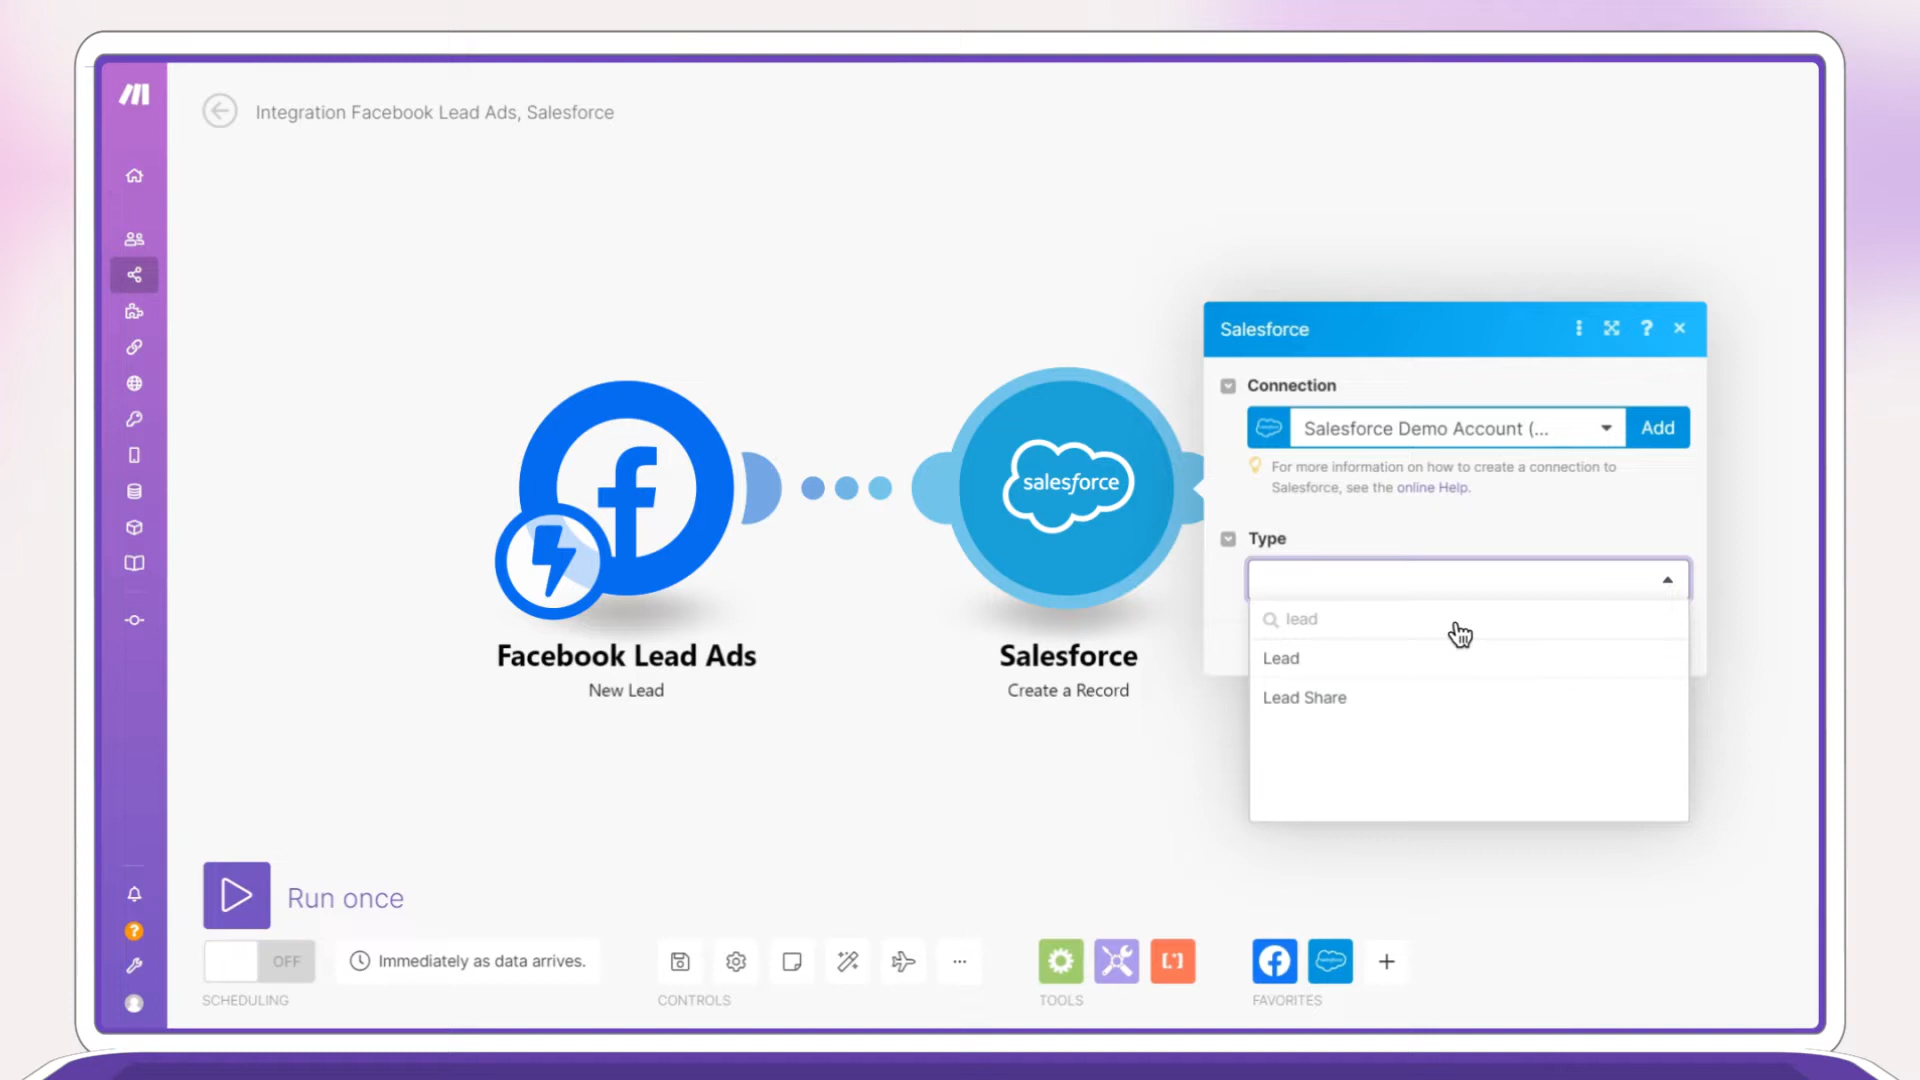 Integration Facebook Lead Ads, Salesforce
Salesforce
Connection
Salesforce Demo Account (...
Add
For more information on how to create a connection to
Salesforce, see the online Help.
Type
lead
Lead
Lead Share
salesforce
Facebook Lead Ads
New Lead
Salesforce
Create a Record
Run once
OFF
Immediately as data arrives.
SCHEDULING
CONTROLS
TOOLS
FAVORITES